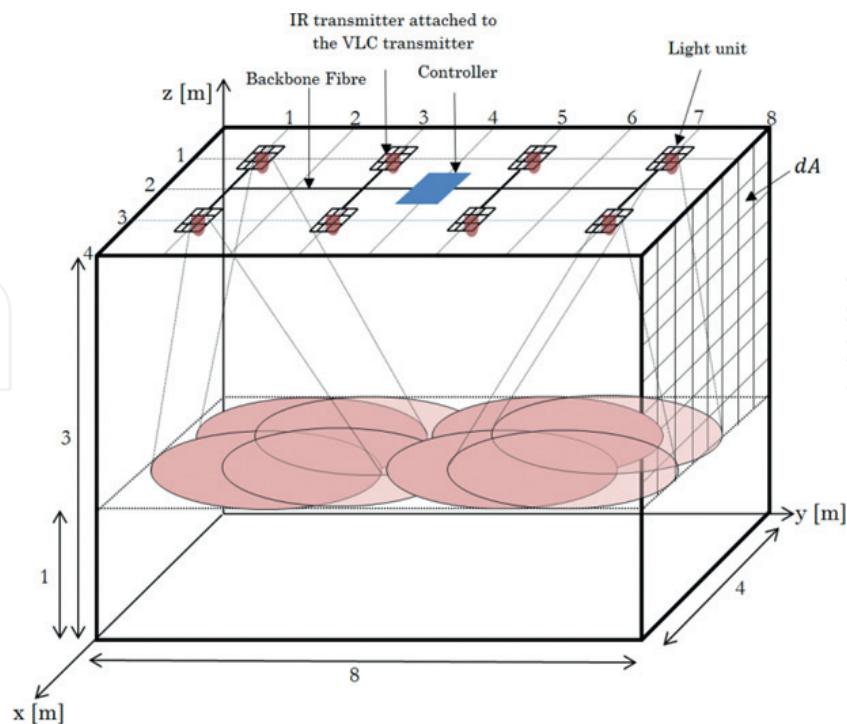 IR transmitter attached to
the VLC transmitter
Light unit
Backbone Fibre
Controller
z [m]
1
2
3
4
5
6
7
8
1
2
3
4
dA
3
1
y [m]
4
8
x [m]